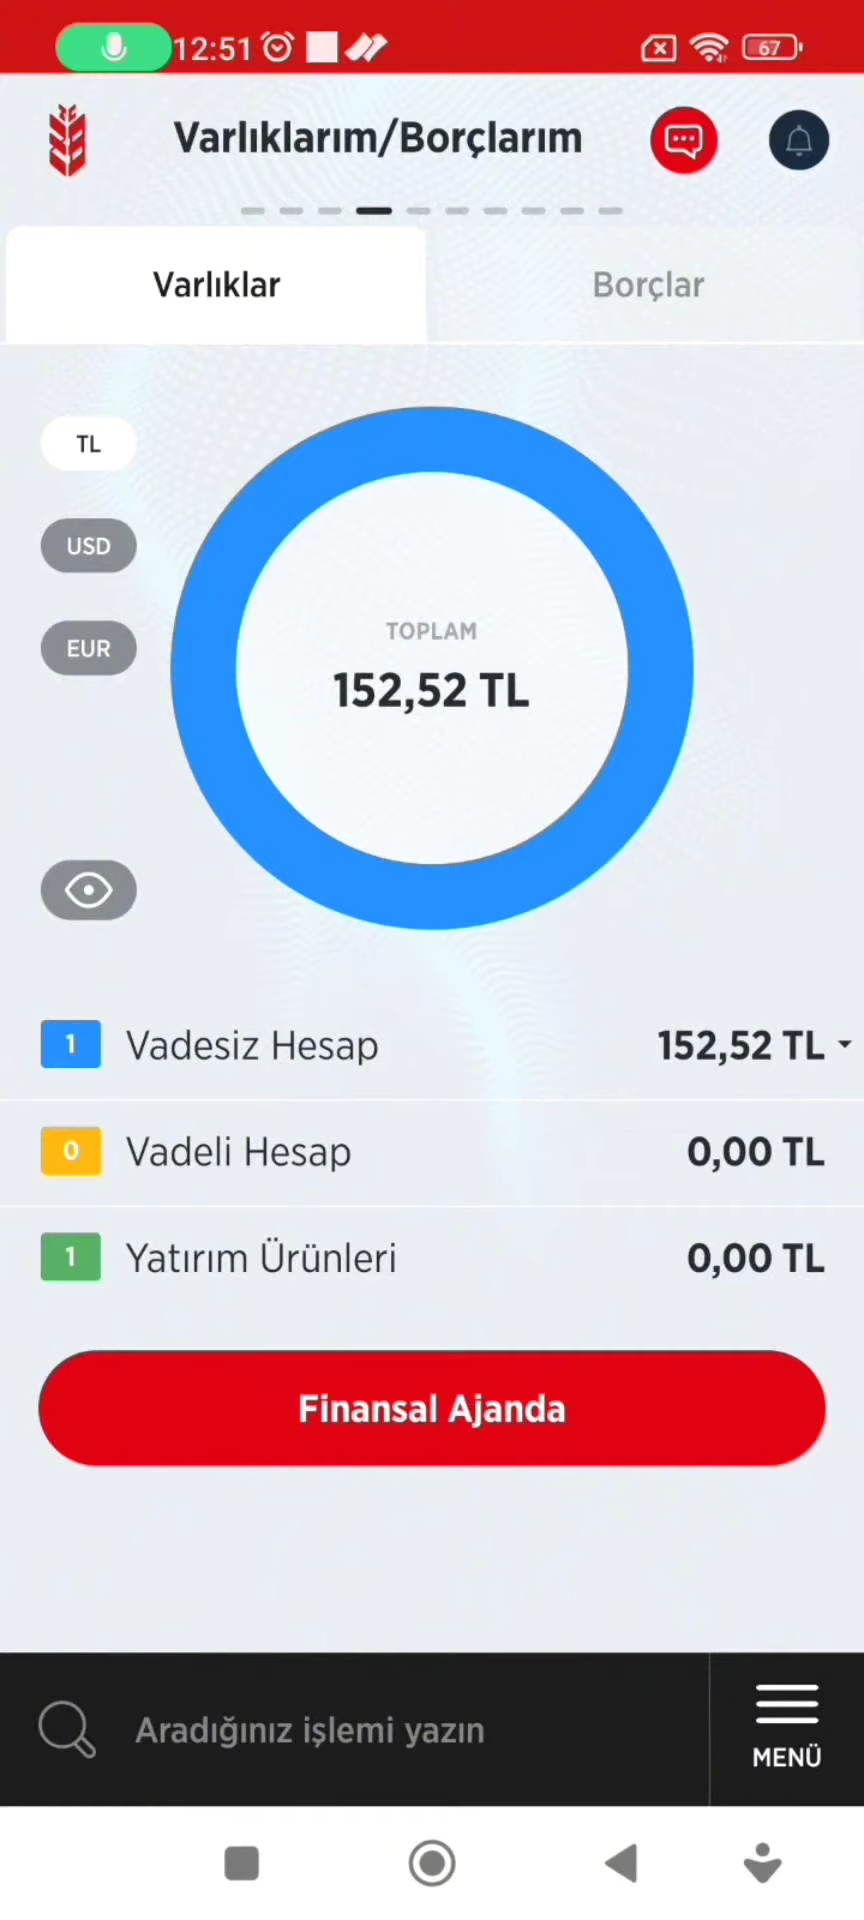 12:51
67
Varlıklarım/Borçlarım
Varlıklar
Borçlar
TL
USD
EUR
TOPLAM
152,52 TL
1 Vadesiz Hesap 152,52 TL
0 Vadeli Hesap 0,00 TL
1 Yatırım Ürünleri 0,00 TL
Finansal Ajanda
Aradığınız işlemi yazın
MENÜ